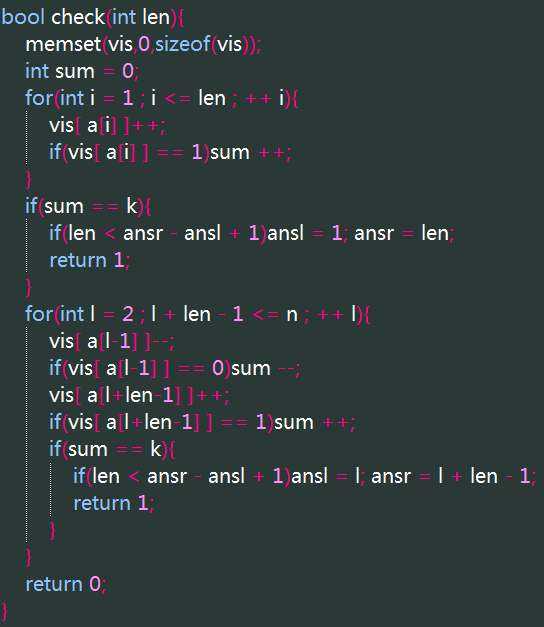 bool check(int len){
memset(vis,0,sizeof(vis));
int sum = 0;
for(int i = 1 ; i <= len ; ++ i){
vis[ a[i] ]++;
if(vis[ a[i] ] == 1)sum ++;
}
if(sum == k){
if(len < ansr - ansl + 1)ansl = 1; ansr = len;
return 1;
}
for(int l = 2 ; l + len - 1 <= n ; ++ l){
vis[ a[l-1] ]--;
if(vis[ a[l-1] ] == 0)sum --;
vis[ a[l+len-1] ]++;
if(vis[ a[l+len-1] ] == 1)sum ++;
if(sum == k){
if(len < ansr - ansl + 1)ansl = l; ansr = l + len - 1;
return 1;
}
}
return 0;
}